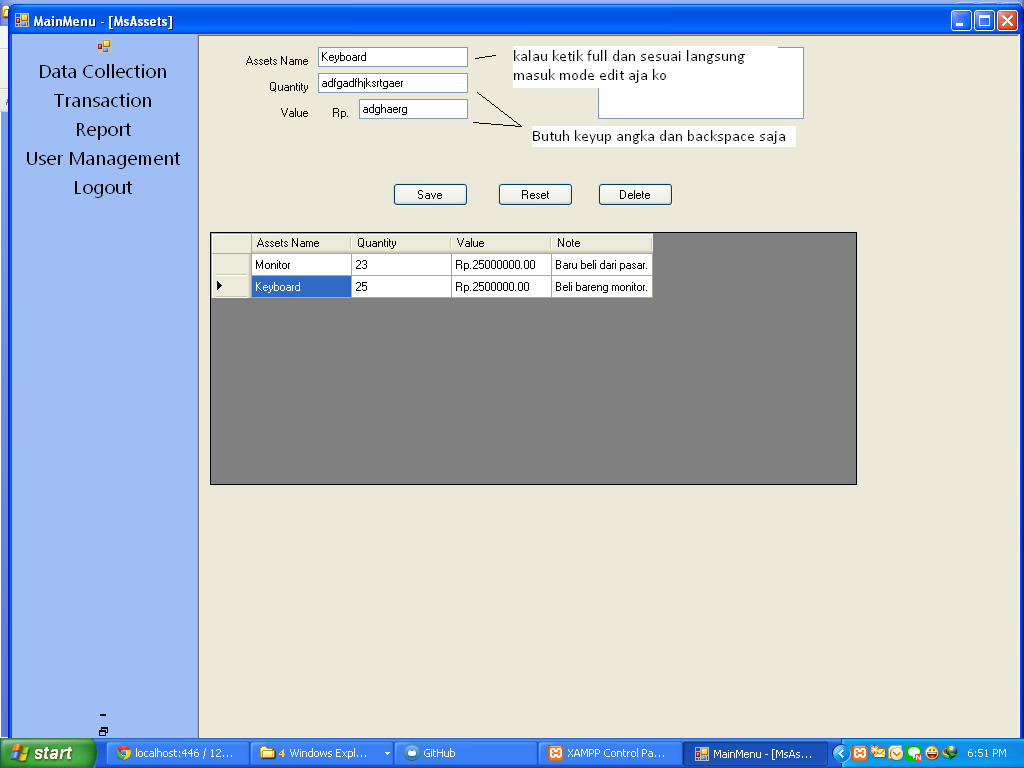 MainMenu - [MsAssets]
Data Collection
Transaction
Report
User Management
Logout
Assets Name Keyboard
Quantity adfgadfhjksrtgaer
Value Rp. adghaerg
kalau ketik full dan sesuai langsung
masuk mode edit aja ko
Butuh keyup angka dan backspace saja
Save Reset Delete
Assets Name Quantity Value Note
Monitor 23 Rp.25000000.00 Baru beli dari pasar.
Keyboard 25 Rp.2500000.00 Beli bareng monitor.
start localhost:446 / 12... 4 Windows Expl... GitHub XAMPP Control Pa... MainMenu - [MsAs... 6:51 PM